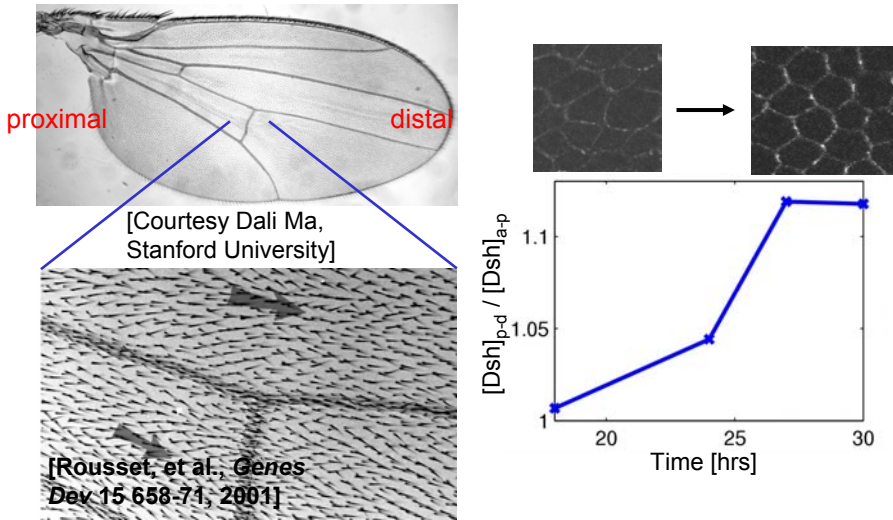 proximal
distal
[Courtesy Dali Ma,
Stanford University]
[Rousset, et al., Genes
Dev 15 658-71, 2001]
[Dsh]p-d / [Dsh]a-p
1.1
1.05
1
20
25
30
Time [hrs]